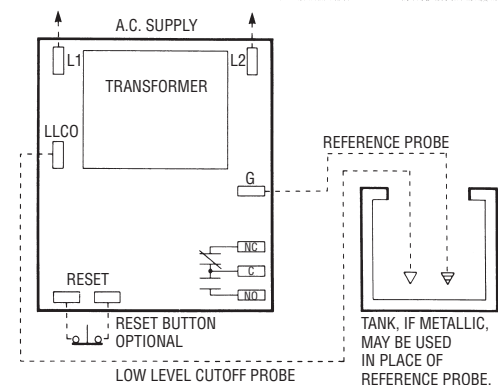 A.C. SUPPLY
L1
L2
TRANSFORMER
LLCO
REFERENCE PROBE
G
NC
C
NO
RESET
RESET BUTTON
OPTIONAL
LOW LEVEL CUTOFF PROBE
TANK, IF METALLIC,
MAY BE USED
IN PLACE OF
REFERENCE PROBE.